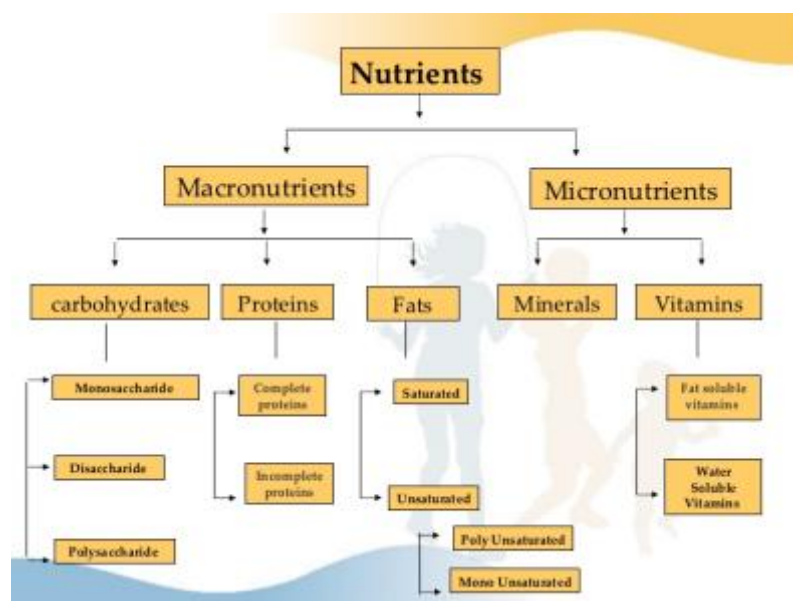 Nutrients
Macronutrients
Micronutrients
carbohydrates
Proteins
Fats
Minerals
Vitamins
Monosaccharide
Disaccharide
Polysaccharide
Complete
proteins
Incomplete
proteins
Saturated
Unsaturated
Poly Unsaturated
Mono Unsaturated
Fat soluble
vitamins
Water
Soluble
Vitamins